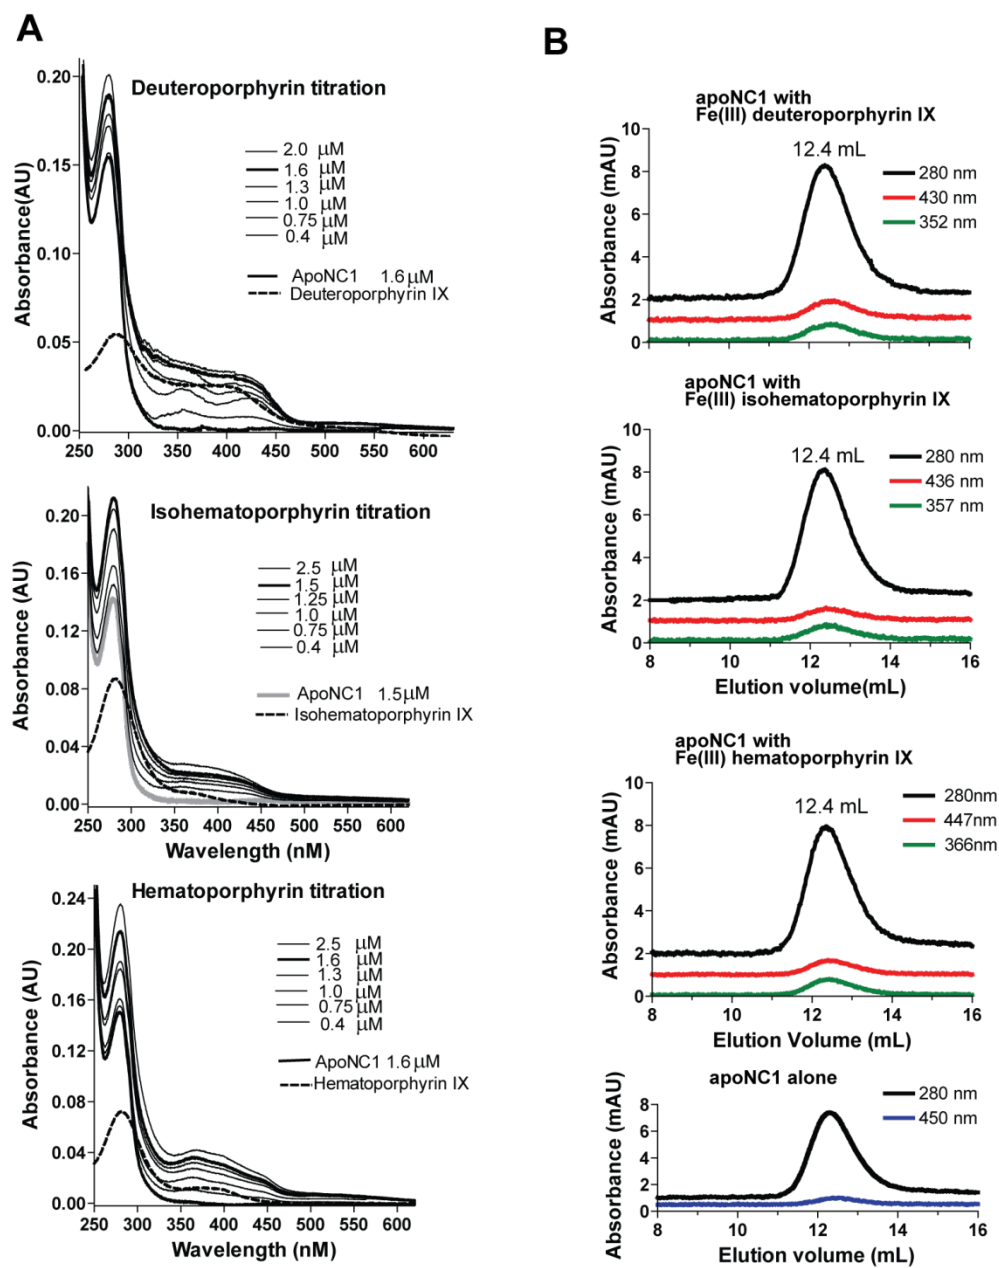 A
Deuteroporphyrin titration
Absorbance(AU)
0.20
0.15
0.10
0.05
0.00
2.0 μM
1.6 μM
1.3 μM
1.0 μM
0.75 μM
0.4 μM
ApoNC1 1.6μM
Deuteroporphyrin IX
250 300 350 400 450 500 550 600
Isohematoporphyrin titration
Absorbance (AU)
0.20
0.16
0.12
0.08
0.04
0.00
2.5 μM
1.5 μM
1.25 μM
1.0 μM
0.75 μM
0.4 μM
ApoNC1 1.5μM
Isohematoporphyrin IX
250 300 350 400 450 500 550 600
Wavelength (nM)
Hematoporphyrin titration
Absorbance (AU)
0.24
0.20
0.16
0.12
0.08
0.04
0.00
2.5 μM
1.6 μM
1.3 μM
1.0 μM
0.75 μM
0.4 μM
ApoNC1 1.6μM
Hematoporphyrin IX
250 300 350 400 450 500 550 600
Wavelength (nM)
B
apoNC1 with
Fe(III) deuteroporphyrin IX
Absorbance (mAU)
10
8
6
4
2
0
12.4 mL
280 nm
430 nm
352 nm
apoNC1 with
Fe(III) isohematoporphyrin IX
Absorbance (mAU)
10
8
6
4
2
0
12.4 mL
280 nm
436 nm
357 nm
8 10 12 14 16
Elution volume(mL)
apoNC1 with
Fe(III) hematoporphyrin IX
Absorbance (mAU)
10
8
6
4
2
0
12.4 mL
280nm
447nm
366nm
8 10 12 14 16
Elution Volume (mL)
apoNC1 alone
Absorbance (mAU)
8
6
4
2
0
280 nm
450 nm
8 10 12 14 16
Elution volume (mL)